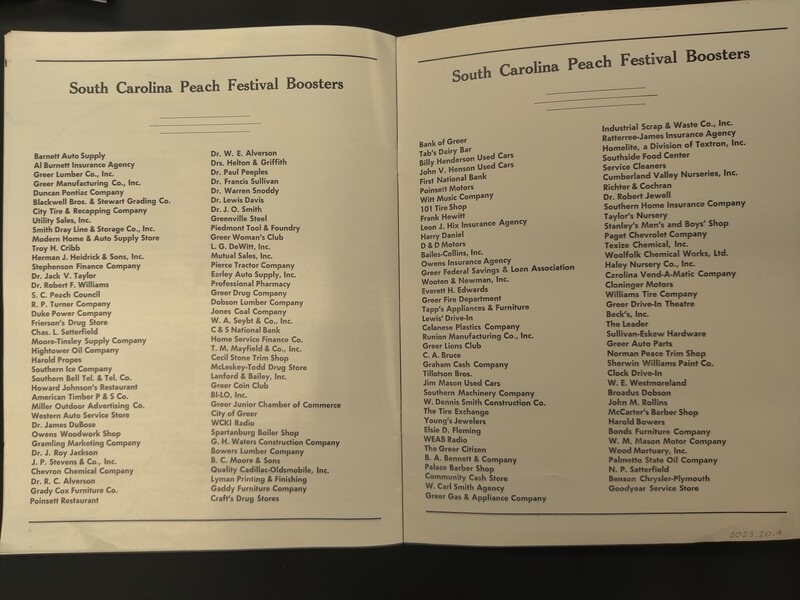 South Carolina Peach Festival Boosters
Barnett Auto Supply
Al Burnett Insurance Agency
Greer Lumber Co., Inc.
Greer Manufacturing Co., Inc.
Duncan Pontiac Company
Blackwell Bros. & Stewart Grading Co.
City Tire & Recapping Company
Utility Sales, Inc.
Smith Dray Line & Storage Co., Inc.
Modern Home & Auto Supply Store
Troy H. Cribb
Herman J. Heidrick & Sons, Inc.
Stephenson Finance Company
Dr. Jack V. Taylor
Dr. Robert F. Williams
S. C. Peach Council
R. P. Turner Company
Duke Power Company
Frierson's Drug Store
Chas. L. Satterfield
Moore-Tinsley Supply Company
Hightower Oil Company
Harold Propes
Southern Ice Company
Southern Bell Tel. & Tel. Co.
Howard Johnson's Restaurant
American Timber P & S Co.
Miller Outdoor Advertising Co.
Western Auto Service Store
Dr. James DuBose
Owens Woodwork Shop
Gramling Marketing Company
Dr. J. Roy Jackson
J. P. Stevens & Co., Inc.
Chevron Chemical Company
Dr. R. C. Alverson
Grady Cox Furniture Co.
Poinsett Restaurant
Dr. W. E. Alverson
Drs. Helton & Griffith
Dr. Paul Peeples
Dr. Francis Sullivan
Dr. Warren Snoddy
Dr. Lewis Davis
Dr. J. O. Smith
Greenville Steel
Piedmont Tool & Foundry
Greer Woman's Club
L. G. DeWitt, Inc.
Mutual Sales, Inc.
Pierce Tractor Company
Earley Auto Supply, Inc.
Professional Pharmacy
Greer Drug Company
Dobson Lumber Company
Jones Coal Company
W. A. Seybt & Co., Inc.
C & S National Bank
Home Service Finance Co.
T. M. Mayfield & Co., Inc.
Cecil Stone Trim Shop
McLeskey-Todd Drug Store
Lanford & Bailey, Inc.
Greer Coin Club
BI-LO, Inc.
Greer Junior Chamber of Commerce
City of Greer
WCKI Radio
Spartanburg Boiler Shop
G. H. Waters Construction Company
Bowers Lumber Company
B. C. Moore & Sons
Quality Cadillac-Oldsmobile, Inc.
Lyman Printing & Finishing
Gaddy Furniture Company
Craft's Drug Stores
South Carolina Peach Festival Boosters
Bank of Greer
Tab's Dairy Bar
Billy Henderson Used Cars
John V. Henson Used Cars
First National Bank
Poinsett Motors
Witt Music Company
101 Tire Shop
Frank Hewitt
Leon J. Hix Insurance Agency
Harry Daniel
D & D Motors
Bailes-Collins, Inc.
Owens Insurance Agency
Greer Federal Savings & Loan Association
Wooten & Newman, Inc.
Everett H. Edwards
Greer Fire Department
Tapp's Appliances & Furniture
Lewis' Drive-In
Celanese Plastics Company
Runion Manufacturing Co., Inc.
Greer Lions Club
C. A. Bruce
Graham Cash Company
Tillotson Bros.
Jim Mason Used Cars
Southern Machinery Company
W. Dennis Smith Construction Co.
The Tire Exchange
Young's Jewelers
Elsie D. Fleming
WEAB Radio
The Greer Citizen
B. A. Bennett & Company
Palace Barber Shop
Community Cash Store
W. Carl Smith Agency
Greer Gas & Appliance Company
Industrial Scrap & Waste Co., Inc.
Ratterree-James Insurance Agency
Homelite, a Division of Textron, Inc.
Southside Food Center
Service Cleaners
Cumberland Valley Nurseries, Inc.
Richter & Cochran
Dr. Robert Jewell
Southern Home Insurance Company
Taylor's Nursery
Stanley's Men's and Boys' Shop
Paget Chevrolet Company
Texize Chemical, Inc.
Woolfolk Chemical Works, Ltd.
Haley Nursery Co., Inc.
Carolina Vend-A-Matic Company
Cloninger Motors
Williams Tire Company
Greer Drive-In Theatre
Beck's, Inc.
The Leader
Sullivan-Eskew Hardware
Greer Auto Parts
Norman Peace Trim Shop
Sherwin Williams Paint Co.
Clock Drive-In
W. E. Westmoreland
Broadus Dobson
John M. Rollins
McCarter's Barber Shop
Harold Bowers
Bonds Furniture Company
W. M. Mason Motor Company
Wood Mortuary, Inc.
Palmetto State Oil Company
N. P. Satterfield
Benson Chrysler-Plymouth
Goodyear Service Store
2023.20.4